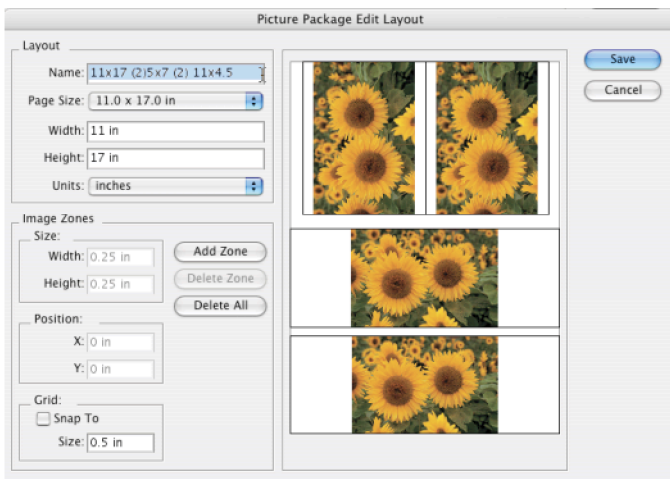 Picture Package Edit Layout
Layout
Name: 11x17 (2)5x7 (2) 11x4.5
Page Size: 11.0 x 17.0 in
Width: 11 in
Height: 17 in
Units: inches
Image Zones
Size:
Width: 0.25 in
Height: 0.25 in
Add Zone
Delete Zone
Delete All
Position:
X: 0 in
Y: 0 in
Grid:
Snap To
Size: 0.5 in
Save
Cancel